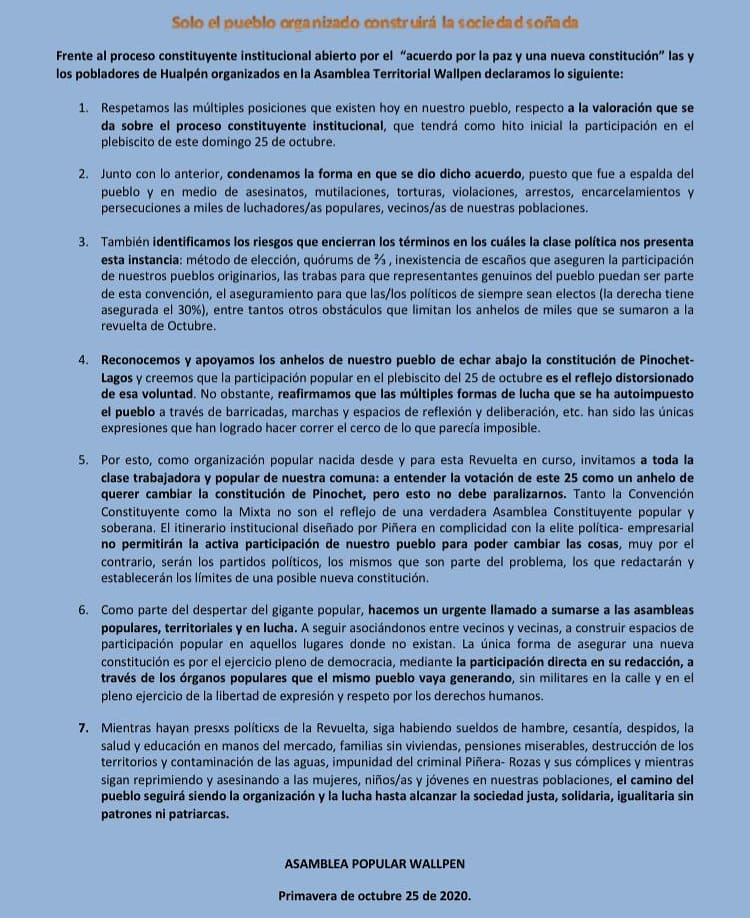 Solo el pueblo organizado construirá la sociedad soñada
Frente al proceso constituyente institucional abierto por el “acuerdo por la paz y una nueva constitución” las y
los pobladores de Hualpén organizados en la Asamblea Territorial Wallpen declaramos lo siguiente:
1. Respetamos las múltiples posiciones que existen hoy en nuestro pueblo, respecto a la valoración que se
da sobre el proceso constituyente institucional, que tendrá como hito inicial la participación en el
plebiscito de este domingo 25 de octubre.
2. Junto con lo anterior, condenamos la forma en que se dio dicho acuerdo, puesto que fue a espalda del
pueblo y en medio de asesinatos, mutilaciones, torturas, violaciones, arrestos, encarcelamientos y
persecuciones a miles de luchadores/as populares, vecinos/as de nuestras poblaciones.
3. También identificamos los riesgos que encierran los términos en los cuáles la clase política nos presenta
esta instancia: método de elección, quórums de ⅔ , inexistencia de escaños que aseguren la participación
de nuestros pueblos originarios, las trabas para que representantes genuinos del pueblo puedan ser parte
de esta convención, el aseguramiento para que las/los políticos de siempre sean electos (la derecha tiene
asegurada el 30%), entre tantos otros obstáculos que limitan los anhelos de miles que se sumaron a la
revuelta de Octubre.
4. Reconocemos y apoyamos los anhelos de nuestro pueblo de echar abajo la constitución de Pinochet-
Lagos y creemos que la participación popular en el plebiscito del 25 de octubre es el reflejo distorsionado
de esa voluntad. No obstante, reafirmamos que las múltiples formas de lucha que se ha autoimpuesto
el pueblo a través de barricadas, marchas y espacios de reflexión y deliberación, etc. han sido las únicas
expresiones que han logrado hacer correr el cerco de lo que parecía imposible.
5. Por esto, como organización popular nacida desde y para esta Revuelta en curso, invitamos a toda la
clase trabajadora y popular de nuestra comuna: a entender la votación de este 25 como un anhelo de
querer cambiar la constitución de Pinochet, pero esto no debe paralizarnos. Tanto la Convención
Constituyente como la Mixta no son el reflejo de una verdadera Asamblea Constituyente popular y
soberana. El itinerario institucional diseñado por Piñera en complicidad con la elite política- empresarial
no permitirán la activa participación de nuestro pueblo para poder cambiar las cosas, muy por el
contrario, serán los partidos políticos, los mismos que son parte del problema, los que redactarán y
establecerán los límites de una posible nueva constitución.
6. Como parte del despertar del gigante popular, hacemos un urgente llamado a sumarse a las asambleas
populares, territoriales y en lucha. A seguir asociándonos entre vecinos y vecinas, a construir espacios de
participación popular en aquellos lugares donde no existan. La única forma de asegurar una nueva
constitución es por el ejercicio pleno de democracia, mediante la participación directa en su redacción, a
través de los órganos populares que el mismo pueblo vaya generando, sin militares en la calle y en el
pleno ejercicio de la libertad de expresión y respeto por los derechos humanos.
7. Mientras hayan presxs políticxs de la Revuelta, siga habiendo sueldos de hambre, cesantía, despidos, la
salud y educación en manos del mercado, familias sin viviendas, pensiones miserables, destrucción de los
territorios y contaminación de las aguas, impunidad del criminal Piñera- Rozas y sus cómplices y mientras
sigan reprimiendo y asesinando a las mujeres, niños/as y jóvenes en nuestras poblaciones, el camino del
pueblo seguirá siendo la organización y la lucha hasta alcanzar la sociedad justa, solidaria, igualitaria sin
patrones ni patriarcas.
ASAMBLEA POPULAR WALLPEN
Primavera de octubre 25 de 2020.